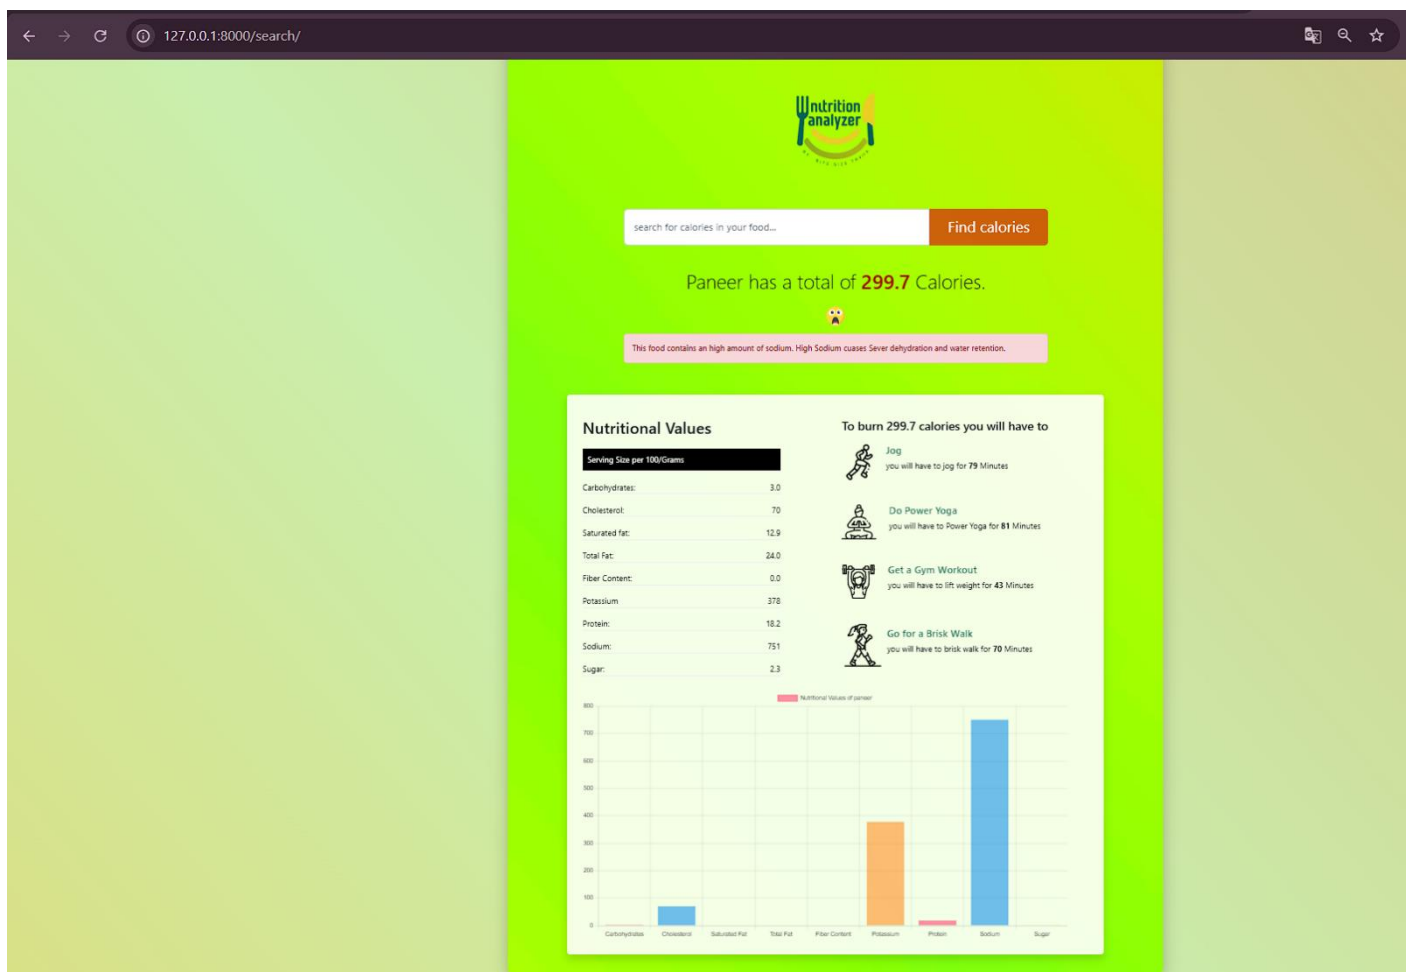 127.0.0.1:8000/search/
nutrition
analyzer
search for calories in your food...
Find calories
Paneer has a total of 299.7 Calories.
This food contains an high amount of sodium. High Sodium cuases Sever dehydration and water retention.
Nutritional Values
Serving Size per 100/Grams
Carbohydrates: 3.0
Cholesterol: 70
Saturated fat: 12.9
Total Fat: 24.0
Fiber Content: 0.0
Potassium 378
Protein: 18.2
Sodium: 751
Sugar: 2.3
To burn 299.7 calories you will have to
Jog
you will have to jog for 79 Minutes
Do Power Yoga
you will have to Power Yoga for 81 Minutes
Get a Gym Workout
you will have to lift weight for 43 Minutes
Go for a Brisk Walk
you will have to brisk walk for 70 Minutes
Nutritional Values of paneer
800
700
600
500
400
300
200
100
0
Carbohydrates Cholesterol Saturated Fat Total Fat Fiber Content Potassium Protein Sodium Sugar